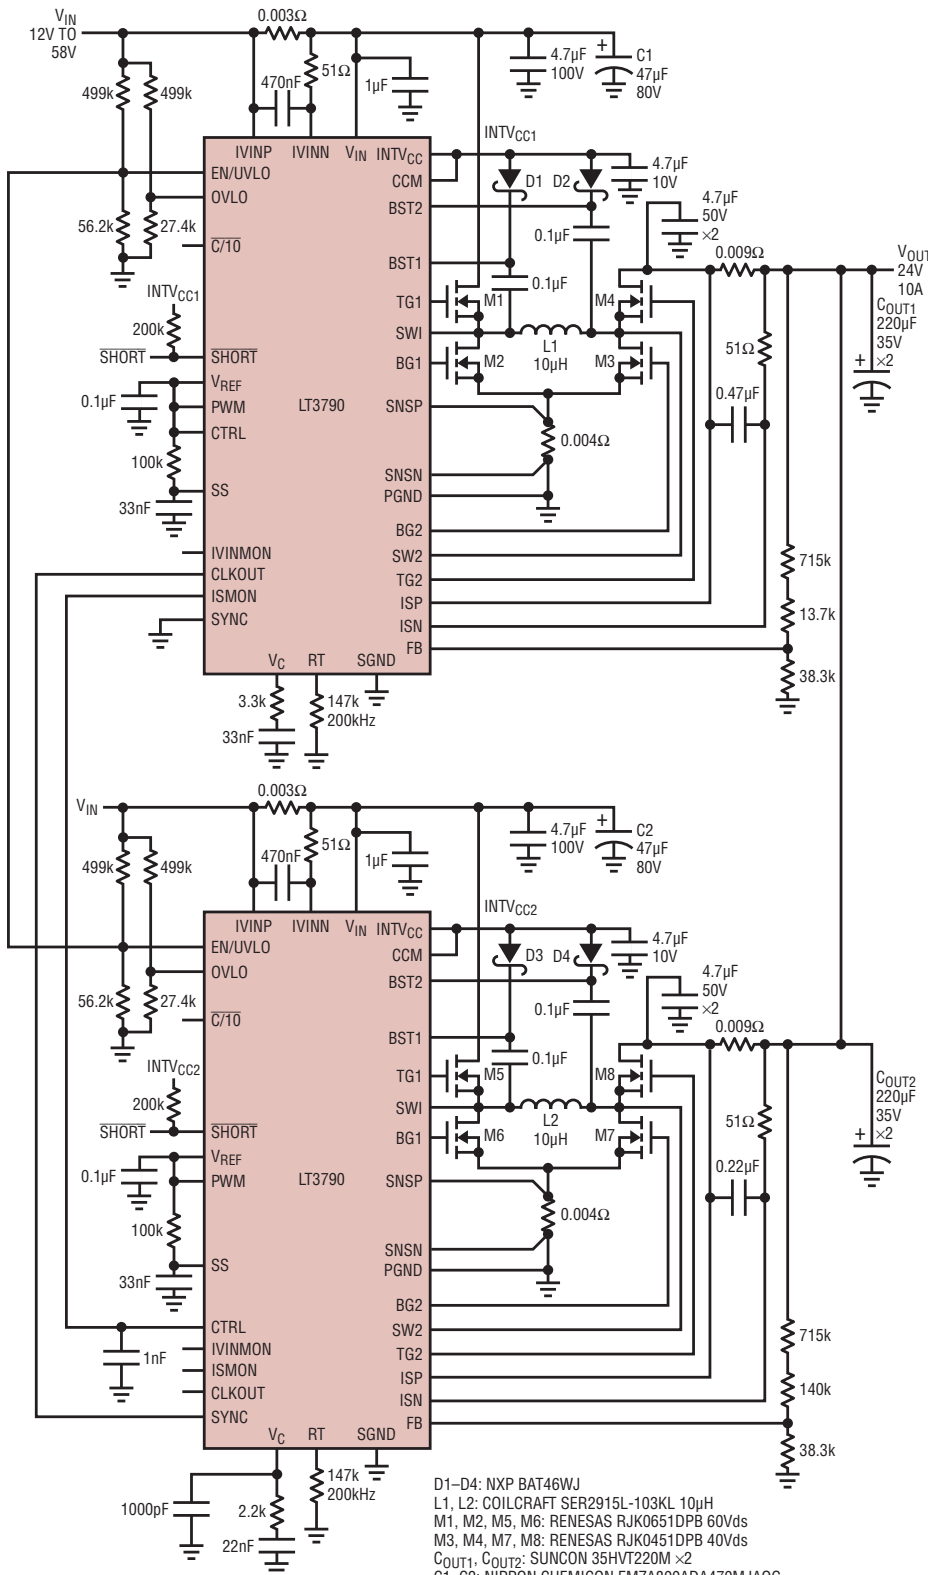 VIN
12V TO
58V
0.003Ω
499k
499k
470nF
51Ω
1µF
4.7µF
100V
+
C1
47µF
80V
INTVCC1
IVINP
IVINN
VIN
INTVCC
EN/UVLO
CCM
D1
D2
4.7µF
10V
4.7µF
50V
×2
OVLO
BST2
56.2k
27.4k
0.1µF
0.009Ω
VOUT
24V
10A
C/10
BST1
INTVCC1
0.1µF
COUT1
220µF
35V
×2
+
TG1
M1
M4
200k
SWI
L1
10µH
51Ω
SHORT
SHORT
BG1
M2
M3
VREF
0.1µF
PWM
LT3790
SNSP
0.47µF
CTRL
0.004Ω
100k
SNSN
SS
PGND
33nF
BG2
IVINMON
SW2
715k
CLKOUT
TG2
ISMON
ISP
13.7k
SYNC
ISN
FB
VC
RT
SGND
38.3k
3.3k
147k
200kHz
33nF
0.003Ω
VIN
499k
499k
470nF
51Ω
1µF
4.7µF
100V
+
C2
47µF
80V
INTVCC2
IVINP
IVINN
VIN
INTVCC
EN/UVLO
CCM
D3
D4
4.7µF
10V
4.7µF
50V
×2
OVLO
BST2
56.2k
27.4k
0.1µF
0.009Ω
C/10
BST1
INTVCC2
0.1µF
COUT2
220µF
35V
×2
+
TG1
M5
M8
200k
SWI
L2
10µH
51Ω
SHORT
SHORT
BG1
M6
M7
VREF
0.1µF
PWM
LT3790
SNSP
0.22µF
0.004Ω
100k
SNSN
SS
PGND
33nF
BG2
CTRL
SW2
715k
1nF
IVINMON
TG2
ISMON
ISP
140k
CLKOUT
ISN
SYNC
FB
VC
RT
SGND
38.3k
1000pF
2.2k
147k
200kHz
22nF
D1–D4: NXP BAT46WJ
L1, L2: COILCRAFT SER2915L-103KL 10µH
M1, M2, M5, M6: RENESAS RJK0651DPB 60Vds
M3, M4, M7, M8: RENESAS RJK0451DPB 40Vds
COUT1, COUT2: SUNCON 35HVT220M ×2